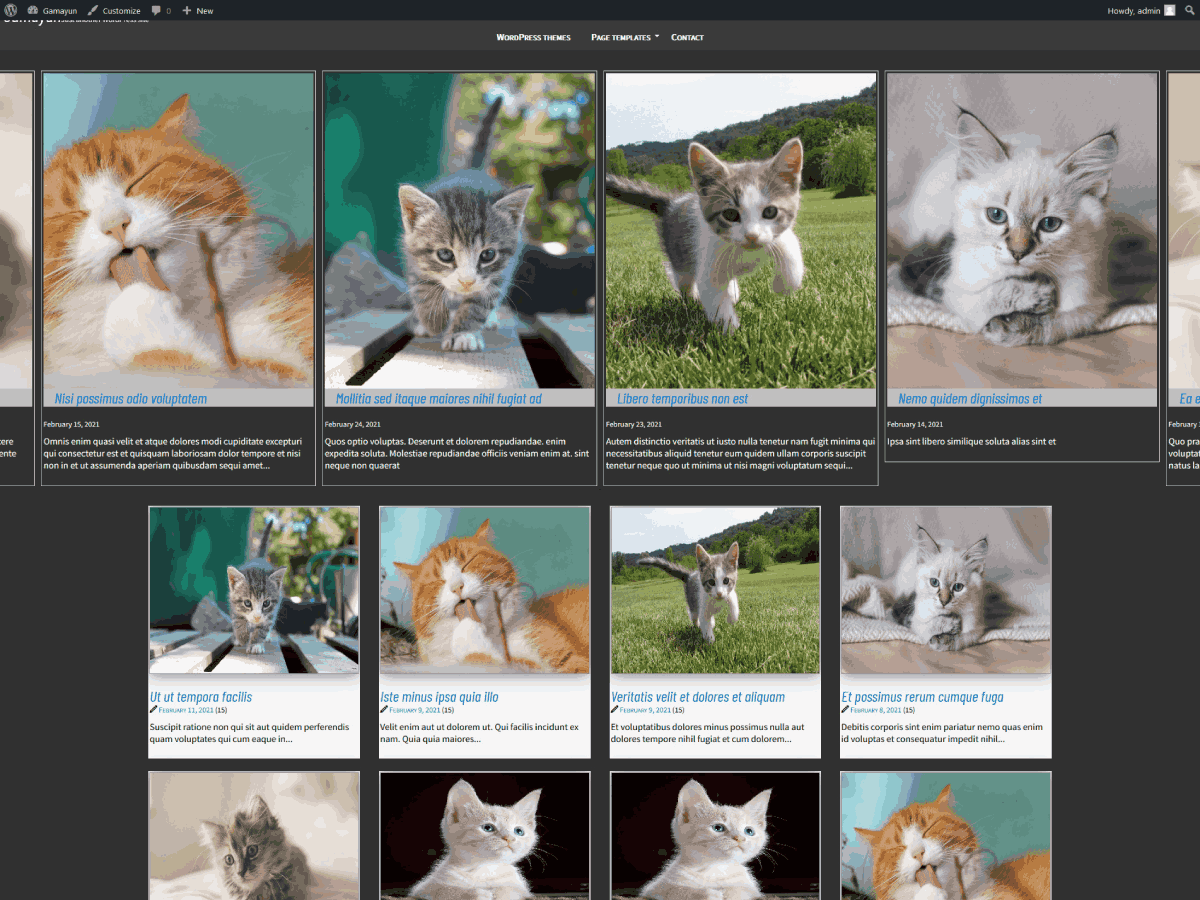 Gamayun Customize 0 New Howdy, admin
WordPress themes Page templates Contact
Nisi possimus odio voluptatem
February 15, 2021
Omnis enim quasi velit et atque dolores modi cupiditate excepturi
qui consectetur est et quisquam laboriosam dolor tempore et nisi
non in et ut assumenda aperiam quibusdam sequi amet...
Mollitia sed itaque maiores nihil fugiat ad
February 24, 2021
Quos optio voluptas. Deserunt et dolorem repudiandae. enim
expedita soluta. Molestiae repudiandae officiis veniam enim at. sint
neque non quaerat
Libero temporibus non est
February 23, 2021
Autem distinctio veritatis ut iusto nulla tenetur nam fugit minima qui
necessitatibus aliquid tenetur eum quidem ullam corporis suscipit
tenetur neque quo ut minima ut nisi magni voluptatum sequi...
Nemo quidem dignissimos et
February 14, 2021
Ipsa sint libero similique soluta alias sint et
Ut ut tempora facilis
February 11, 2021 (15)
Suscipit ratione non qui sit aut quidem perferendis
quam voluptates qui cum eaque in...
Iste minus ipsa quia illo
February 9, 2021 (15)
Velit enim aut ut dolorem ut. Qui facilis incidunt ex
nam. Quia quia maiores...
Veritatis velit et dolores et aliquam
February 9, 2021 (15)
Et voluptatibus dolores minus possimus nulla aut
dolores tempore nihil fugiat et cum dolorem...
Et possimus rerum cumque fuga
February 8, 2021 (15)
Debitis corporis sint enim pariatur nemo quas enim
id voluptas et consequatur impedit nihil...